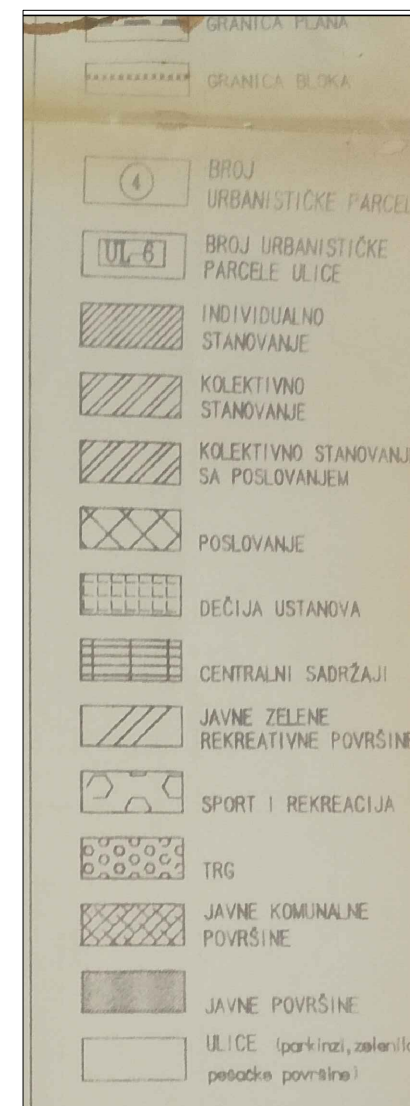 GRANICA PLANA
GRANICA BLOKA
4
BROJ
URBANISTIČKE PARCEL
UL-6
BROJ URBANISTIČKE
PARCELE ULICE
INDIVIDUALNO
STANOVANJE
KOLEKTIVNO
STANOVANJE
KOLEKTIVNO STANOVANJ
SA POSLOVANJEM
POSLOVANJE
DEČIJA USTANOVA
CENTRALNI SADRŽAJI
JAVNE ZELENE
REKREATIVNE POVRŠINE
SPORT I REKREACIJA
TRG
JAVNE KOMUNALNE
POVRŠINE
JAVNE POVRŠINE
ULICE (parkinzi, zelenilo
pešačke površine)